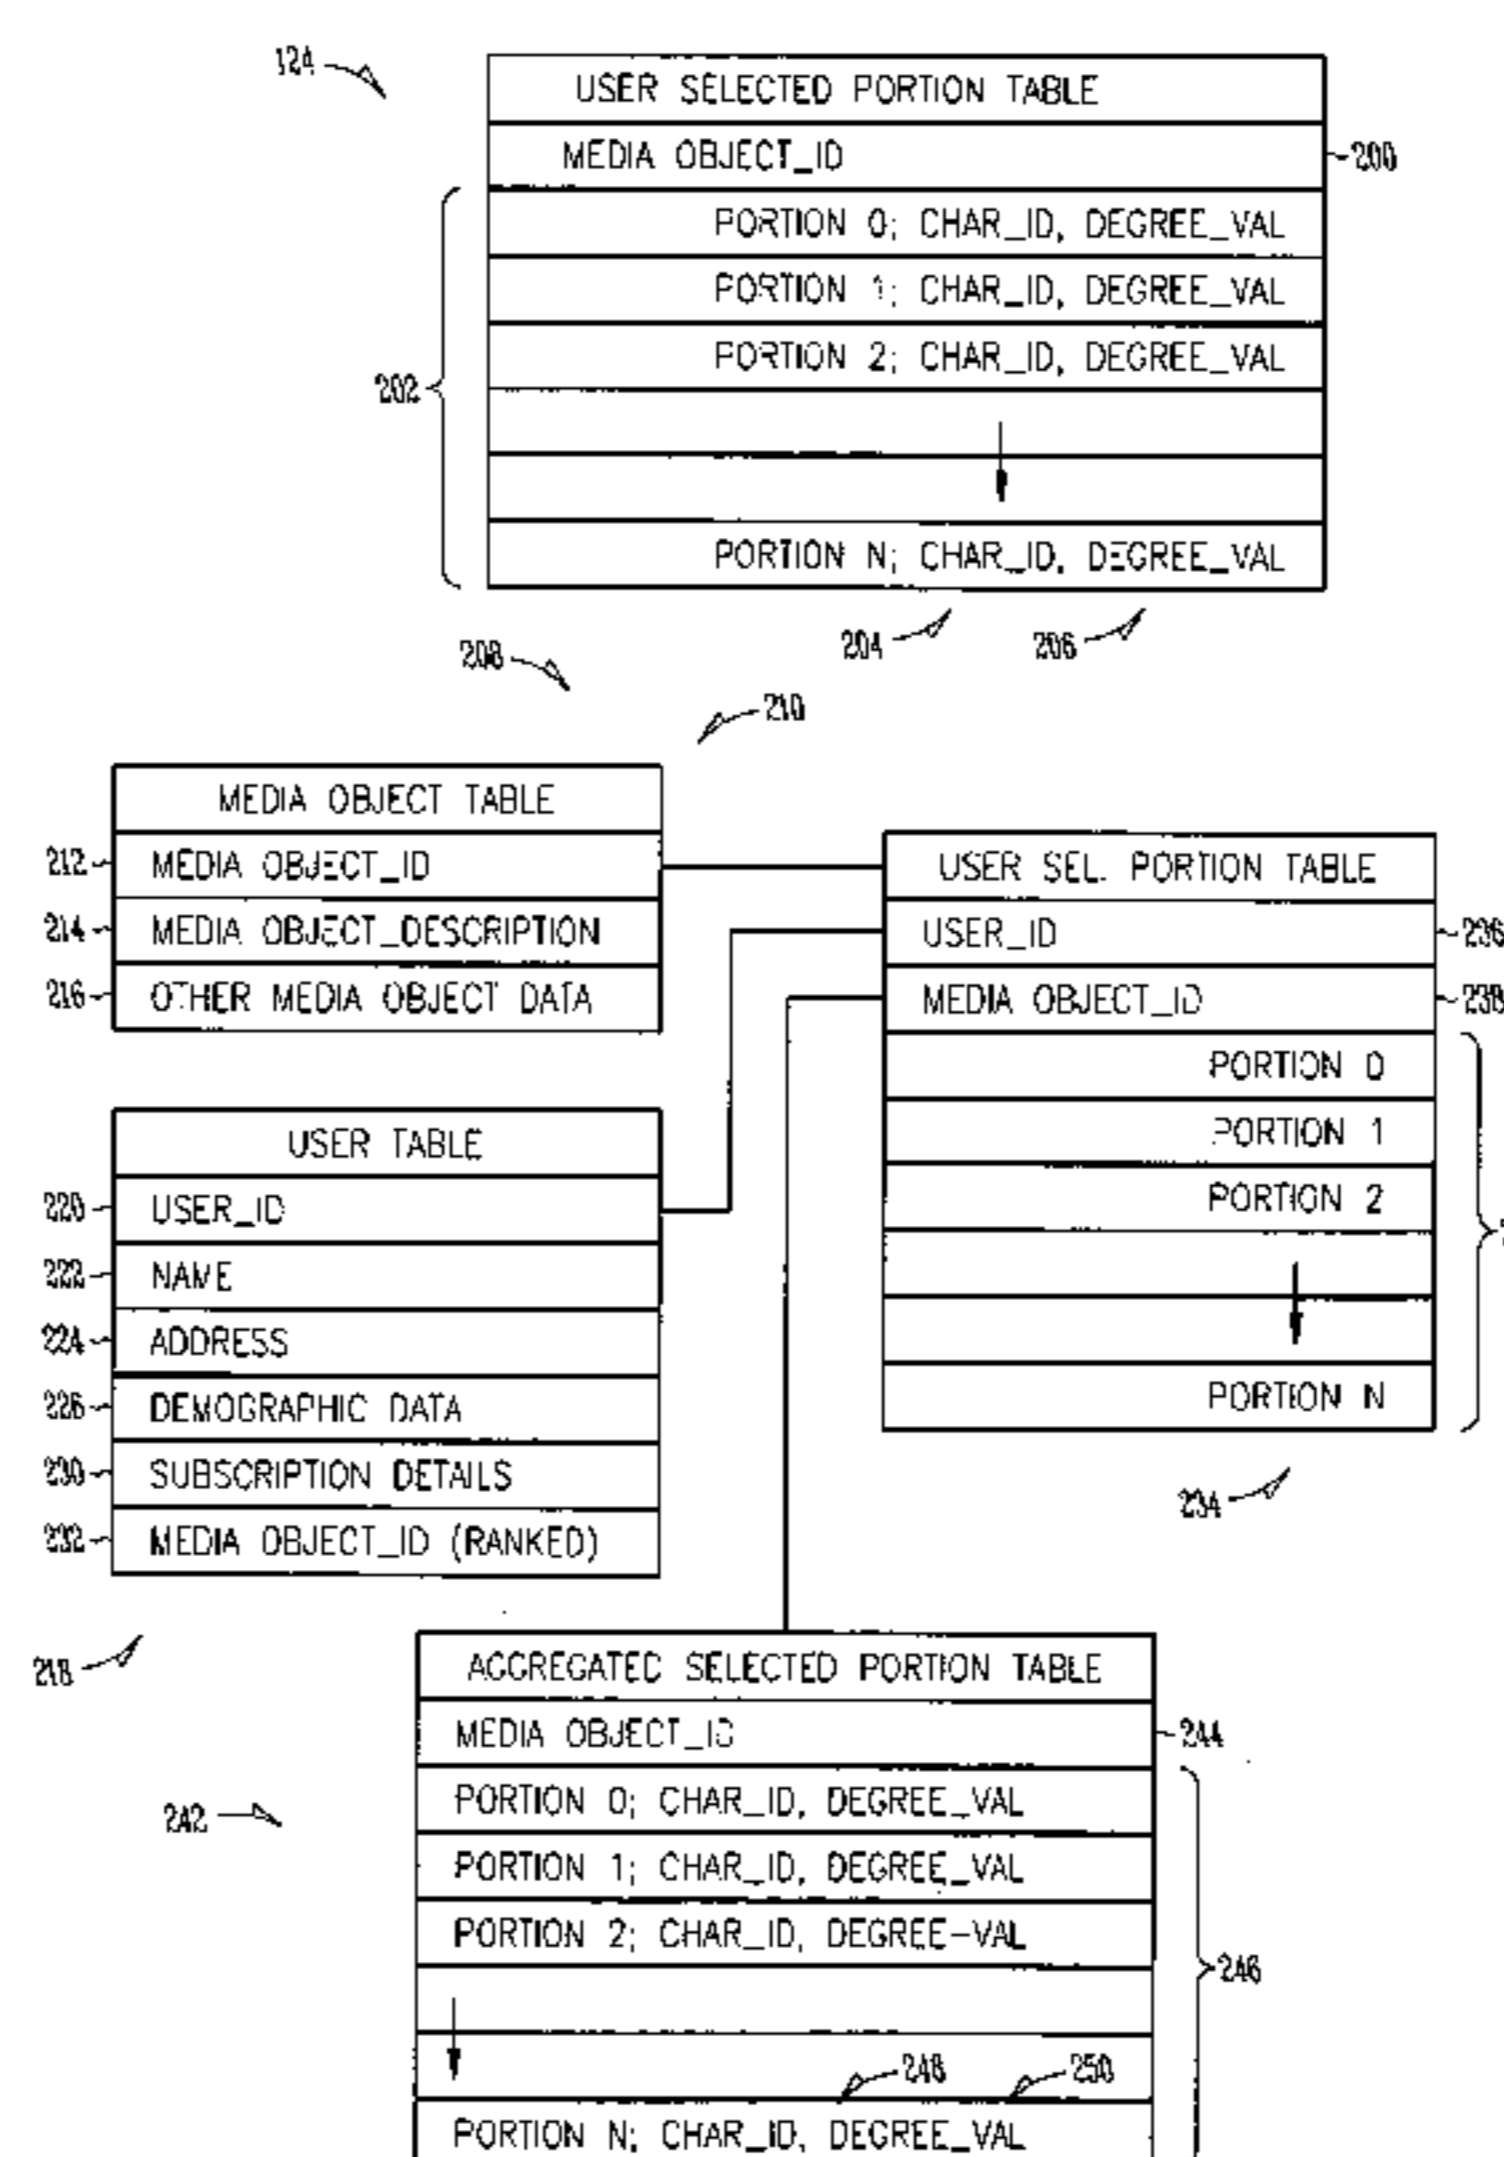 124
USER SELECTED PORTION TABLE
MEDIA OBJECT_ID
200
PORTION 0; CHAR_ID, DEGREE_VAL
PORTION 1; CHAR_ID, DEGREE_VAL
PORTION 2; CHAR_ID, DEGREE_VAL
202
PORTION N; CHAR_ID, DEGREE_VAL
204
206
208
210
MEDIA OBJECT TABLE
212
MEDIA OBJECT_ID
214
MEDIA OBJECT_DESCRIPTION
216
OTHER MEDIA OBJECT DATA
USER SEL. PORTION TABLE
USER_ID
236
MEDIA OBJECT_ID
238
PORTION 0
PORTION 1
PORTION 2
PORTION N
234
USER TABLE
220
USER_ID
222
NAME
224
ADDRESS
226
DEMOGRAPHIC DATA
230
SUBSCRIPTION DETAILS
232
MEDIA OBJECT_ID (RANKED)
218
AGGREGATED SELECTED PORTION TABLE
MEDIA OBJECT_ID
244
242
PORTION 0; CHAR_ID, DEGREE_VAL
PORTION 1; CHAR_ID, DEGREE_VAL
PORTION 2; CHAR_ID, DEGREE-VAL
246
248
250
PORTION N; CHAR_ID, DEGREE_VAL